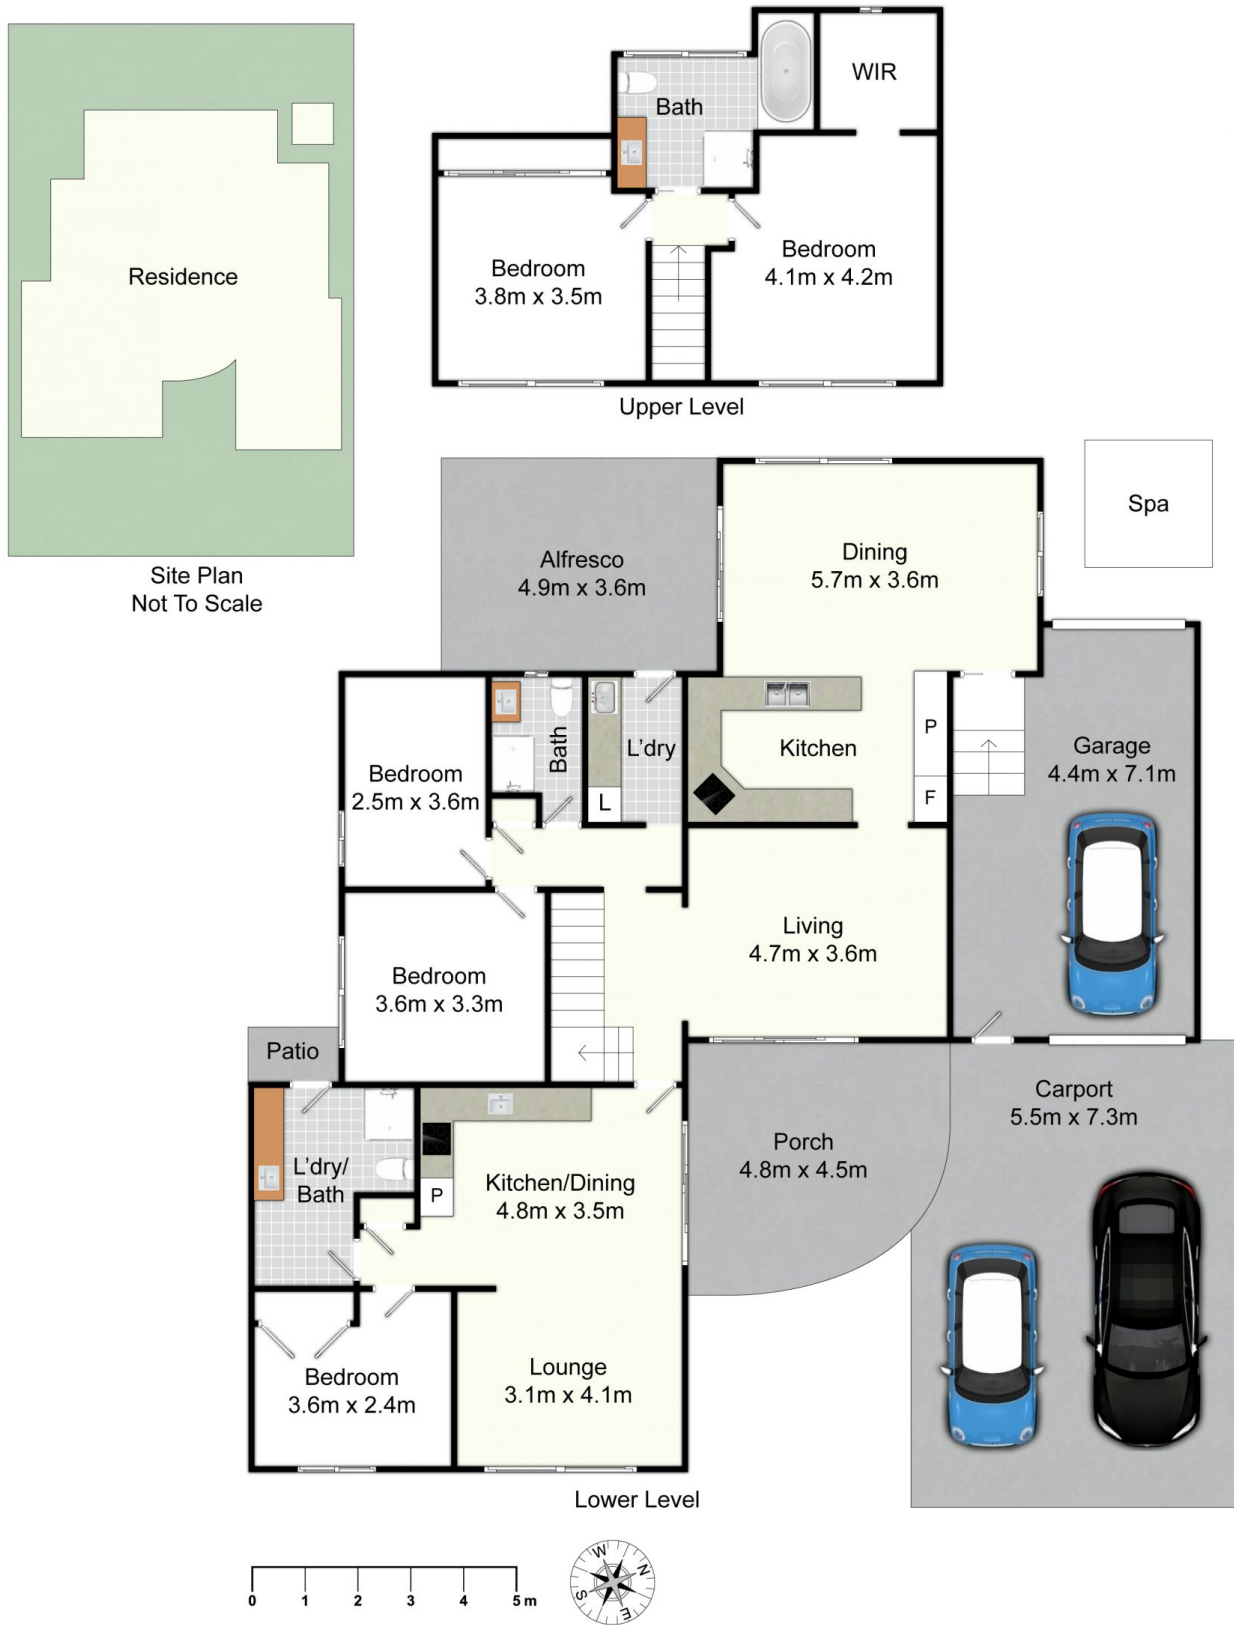 WIR
Bath
Residence
Bedroom
4.1m x 4.2m
Bedroom
3.8m x 3.5m
Upper Level
Site Plan
Not To Scale
Spa
Dining
5.7m x 3.6m
Alfresco
4.9m x 3.6m
P
Kitchen
L'dry
Bath
Garage
4.4m x 7.1m
Bedroom
2.5m x 3.6m
F
L
Living
4.7m x 3.6m
Bedroom
3.6m x 3.3m
Patio
Carport
5.5m x 7.3m
Porch
4.8m x 4.5m
L'dry/
Bath
Kitchen/Dining
4.8m x 3.5m
P
Bedroom
3.6m x 2.4m
Lounge
3.1m x 4.1m
Lower Level
W
N
S
E
0 1 2 3 4 5 m